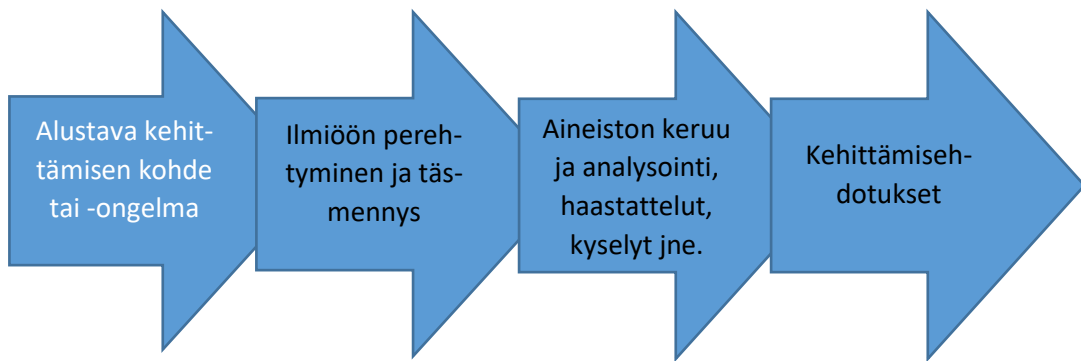 Alustava kehit-
tämisen kohde
tai -ongelma
Ilmiöön pereh-
tyminen ja täs-
mennys
Aineiston keruu
ja analysointi,
haastattelut,
kyselyt jne.
Kehittämiseh-
dotukset